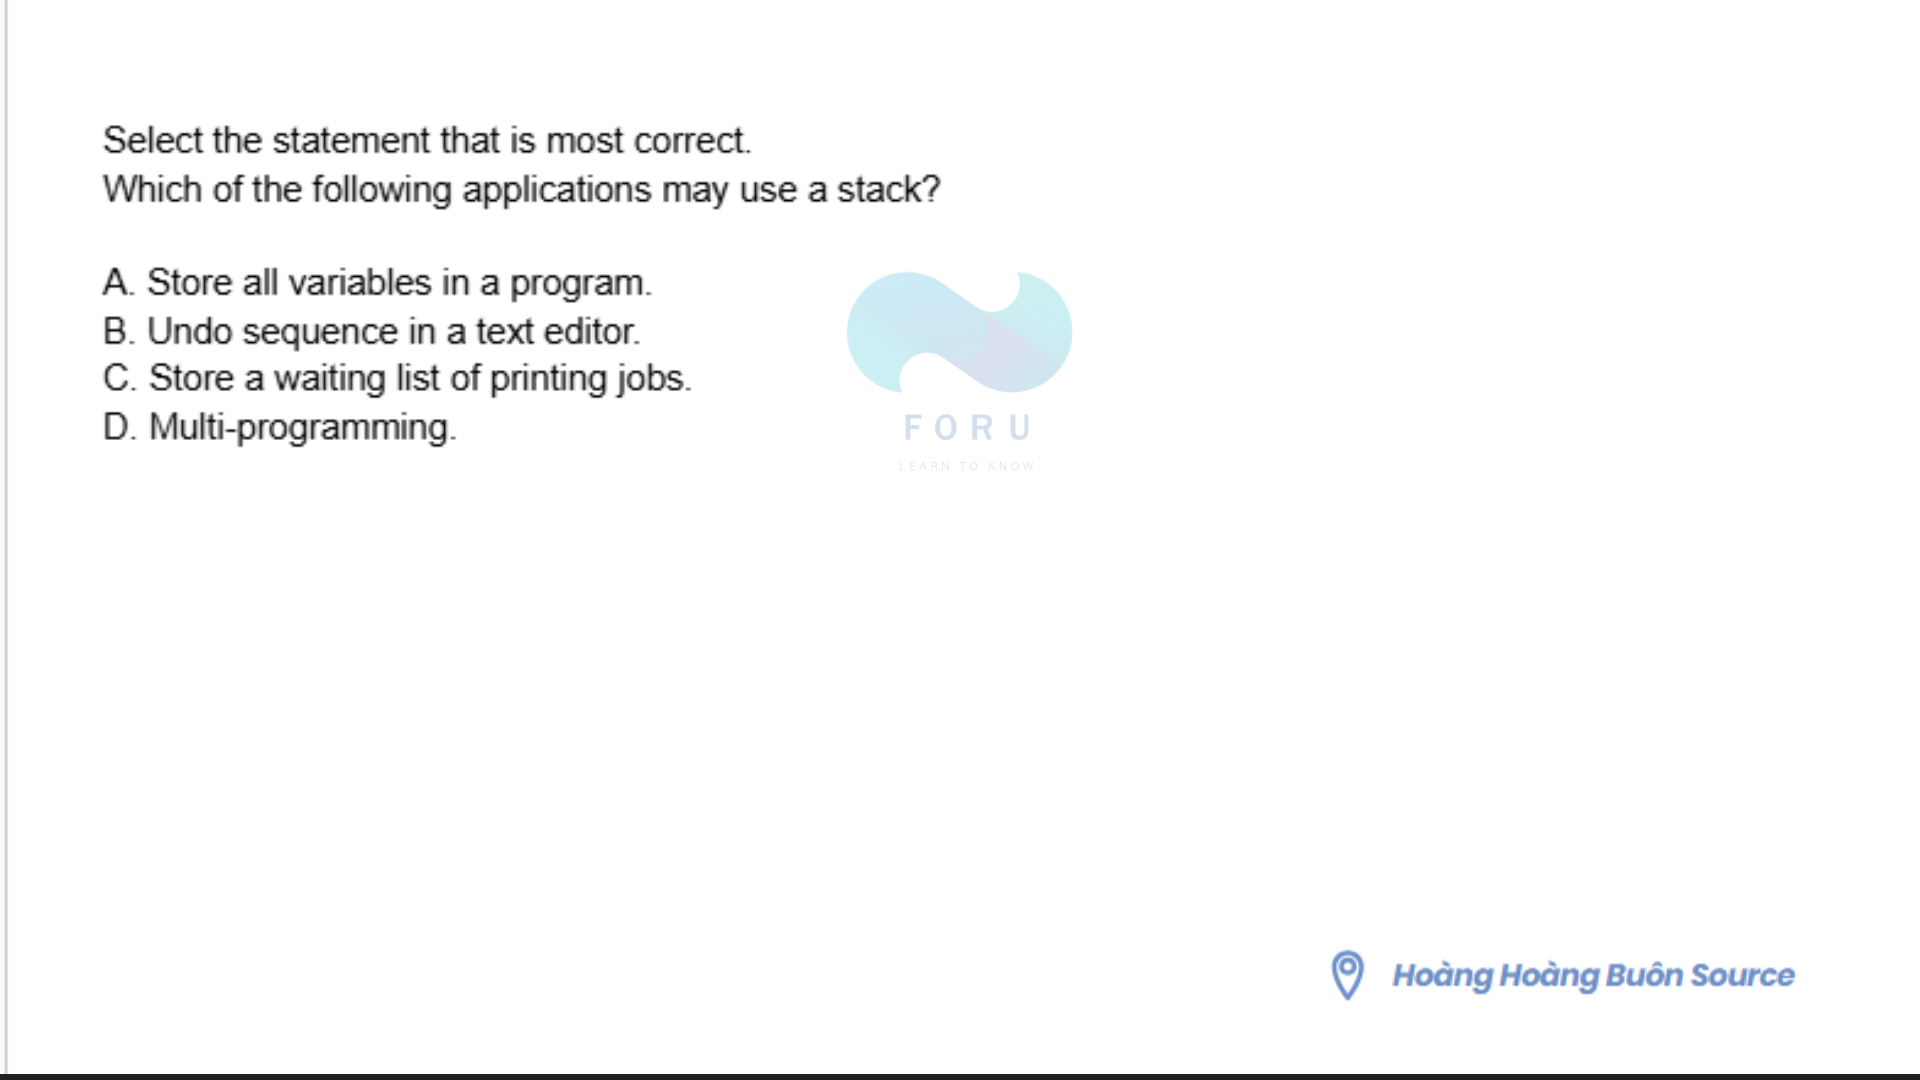 Select the statement that is most correct.
Which of the following applications may use a stack?
A. Store all variables in a program.
B. Undo sequence in a text editor.
C. Store a waiting list of printing jobs.
D. Multi-programming.
FORU
LEARN TO KNOW
Hoàng Hoàng Buôn Source